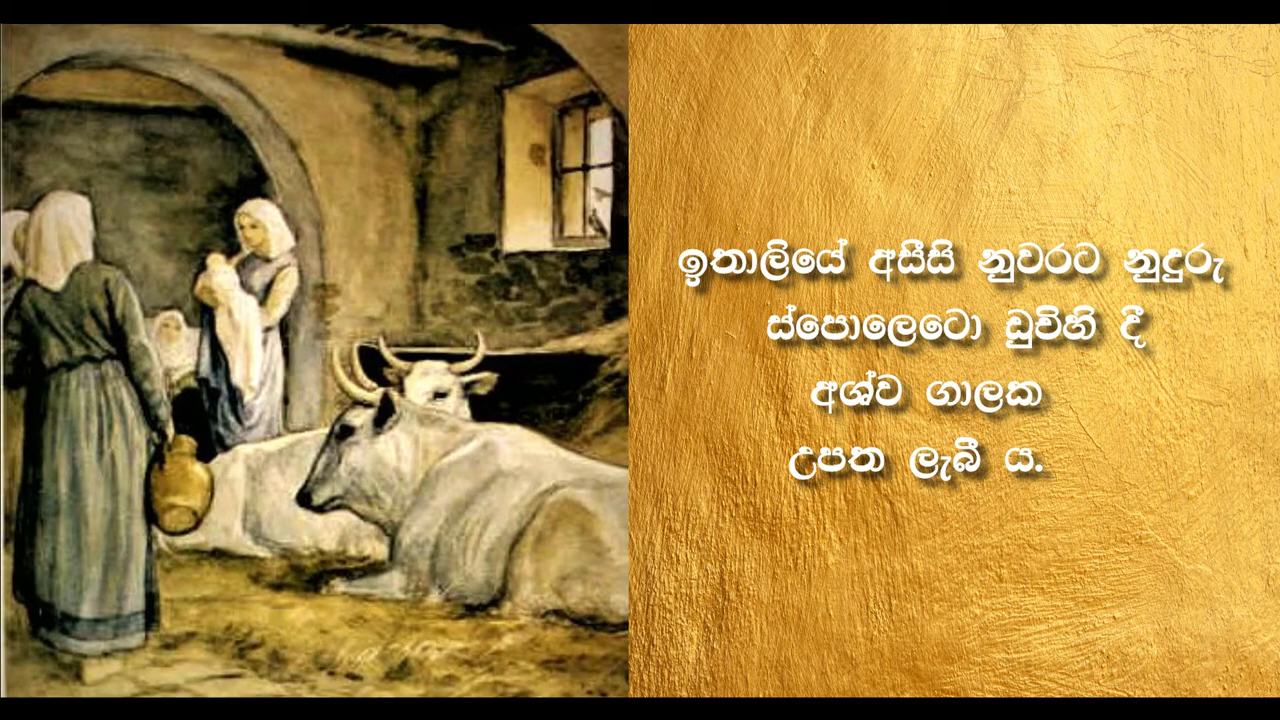 ඉතාලියේ අසීසි නුවරට නුදුරු
ස්පොලෙටො ඩුචිහි දී
අශ්ව ගාලක
උපත ලැබී ය.